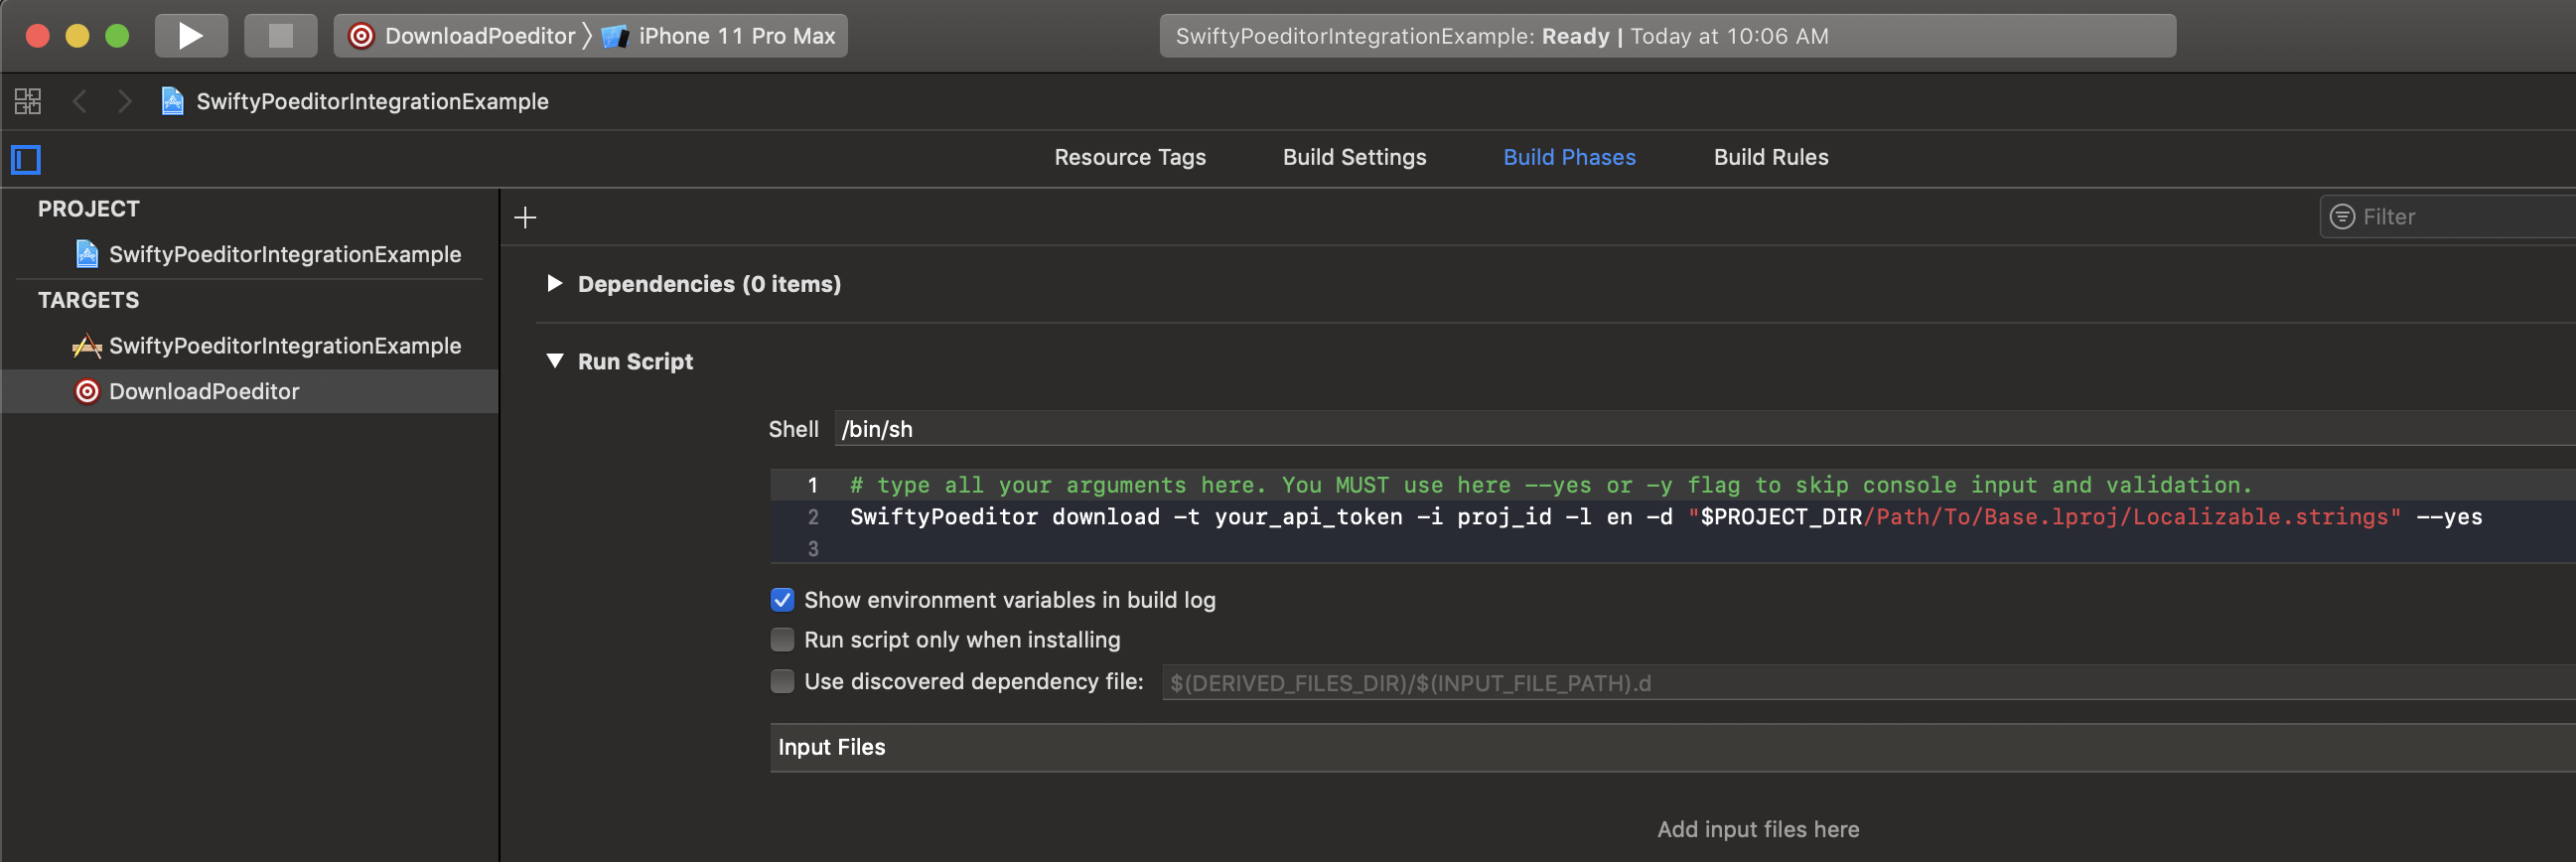 DownloadPoeditor iPhone 11 Pro Max
SwiftyPoeditorIntegrationExample: Ready | Today at 10:06 AM
SwiftyPoeditorIntegrationExample
Resource Tags Build Settings Build Phases Build Rules
PROJECT
SwiftyPoeditorIntegrationExample
TARGETS
SwiftyPoeditorIntegrationExample
DownloadPoeditor
Filter
Dependencies (0 items)
Run Script
Shell /bin/sh
1 # type all your arguments here. You MUST use here --yes or -y flag to skip console input and validation.
2 SwiftyPoeditor download -t your_api_token -i proj_id -l en -d "$PROJECT_DIR/Path/To/Base.lproj/Localizable.strings" --yes
3
Show environment variables in build log
Run script only when installing
Use discovered dependency file: $(DERIVED_FILES_DIR)/$(INPUT_FILE_PATH).d
Input Files
Add input files here